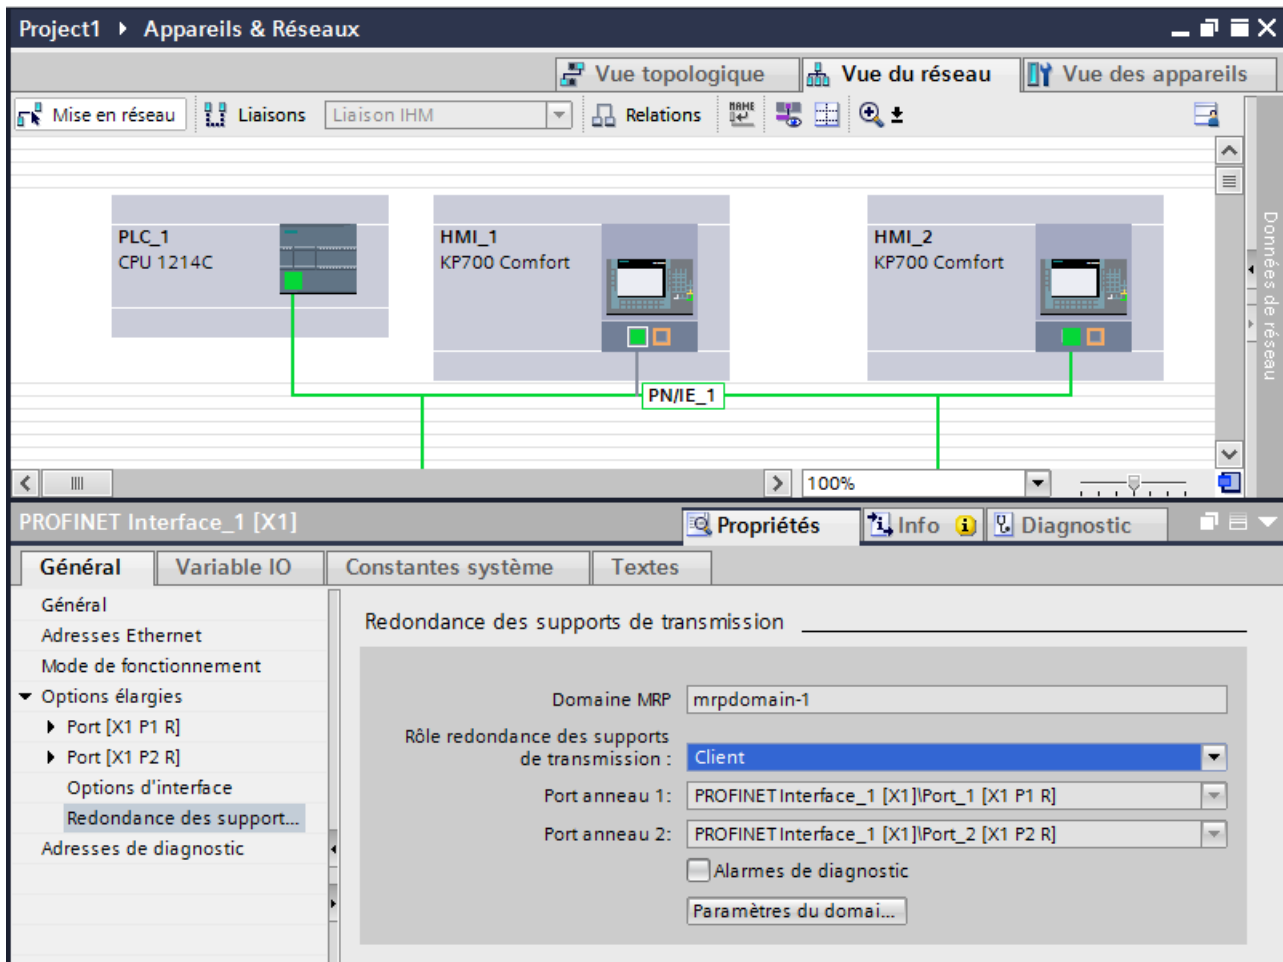 Project1 ▸ Appareils & Réseaux
Vue topologique
Vue du réseau
Vue des appareils
Mise en réseau
Liaisons
Liaison IHM
Relations
NAME
PLC_1
CPU 1214C
HMI_1
KP700 Comfort
HMI_2
KP700 Comfort
PN/IE_1
Données de réseau
100%
PROFINET Interface_1 [X1]
Propriétés
Info
Diagnostic
Général
Variable IO
Constantes système
Textes
Général
Adresses Ethernet
Mode de fonctionnement
Options élargies
Port [X1 P1 R]
Port [X1 P2 R]
Options d'interface
Redondance des support...
Adresses de diagnostic
Redondance des supports de transmission
Domaine MRP
mrpdomain-1
Rôle redondance des supports
de transmission :
Client
Port anneau 1:
PROFINET Interface_1 [X1]\Port_1 [X1 P1 R]
Port anneau 2:
PROFINET Interface_1 [X1]\Port_2 [X1 P2 R]
Alarmes de diagnostic
Paramètres du domai...